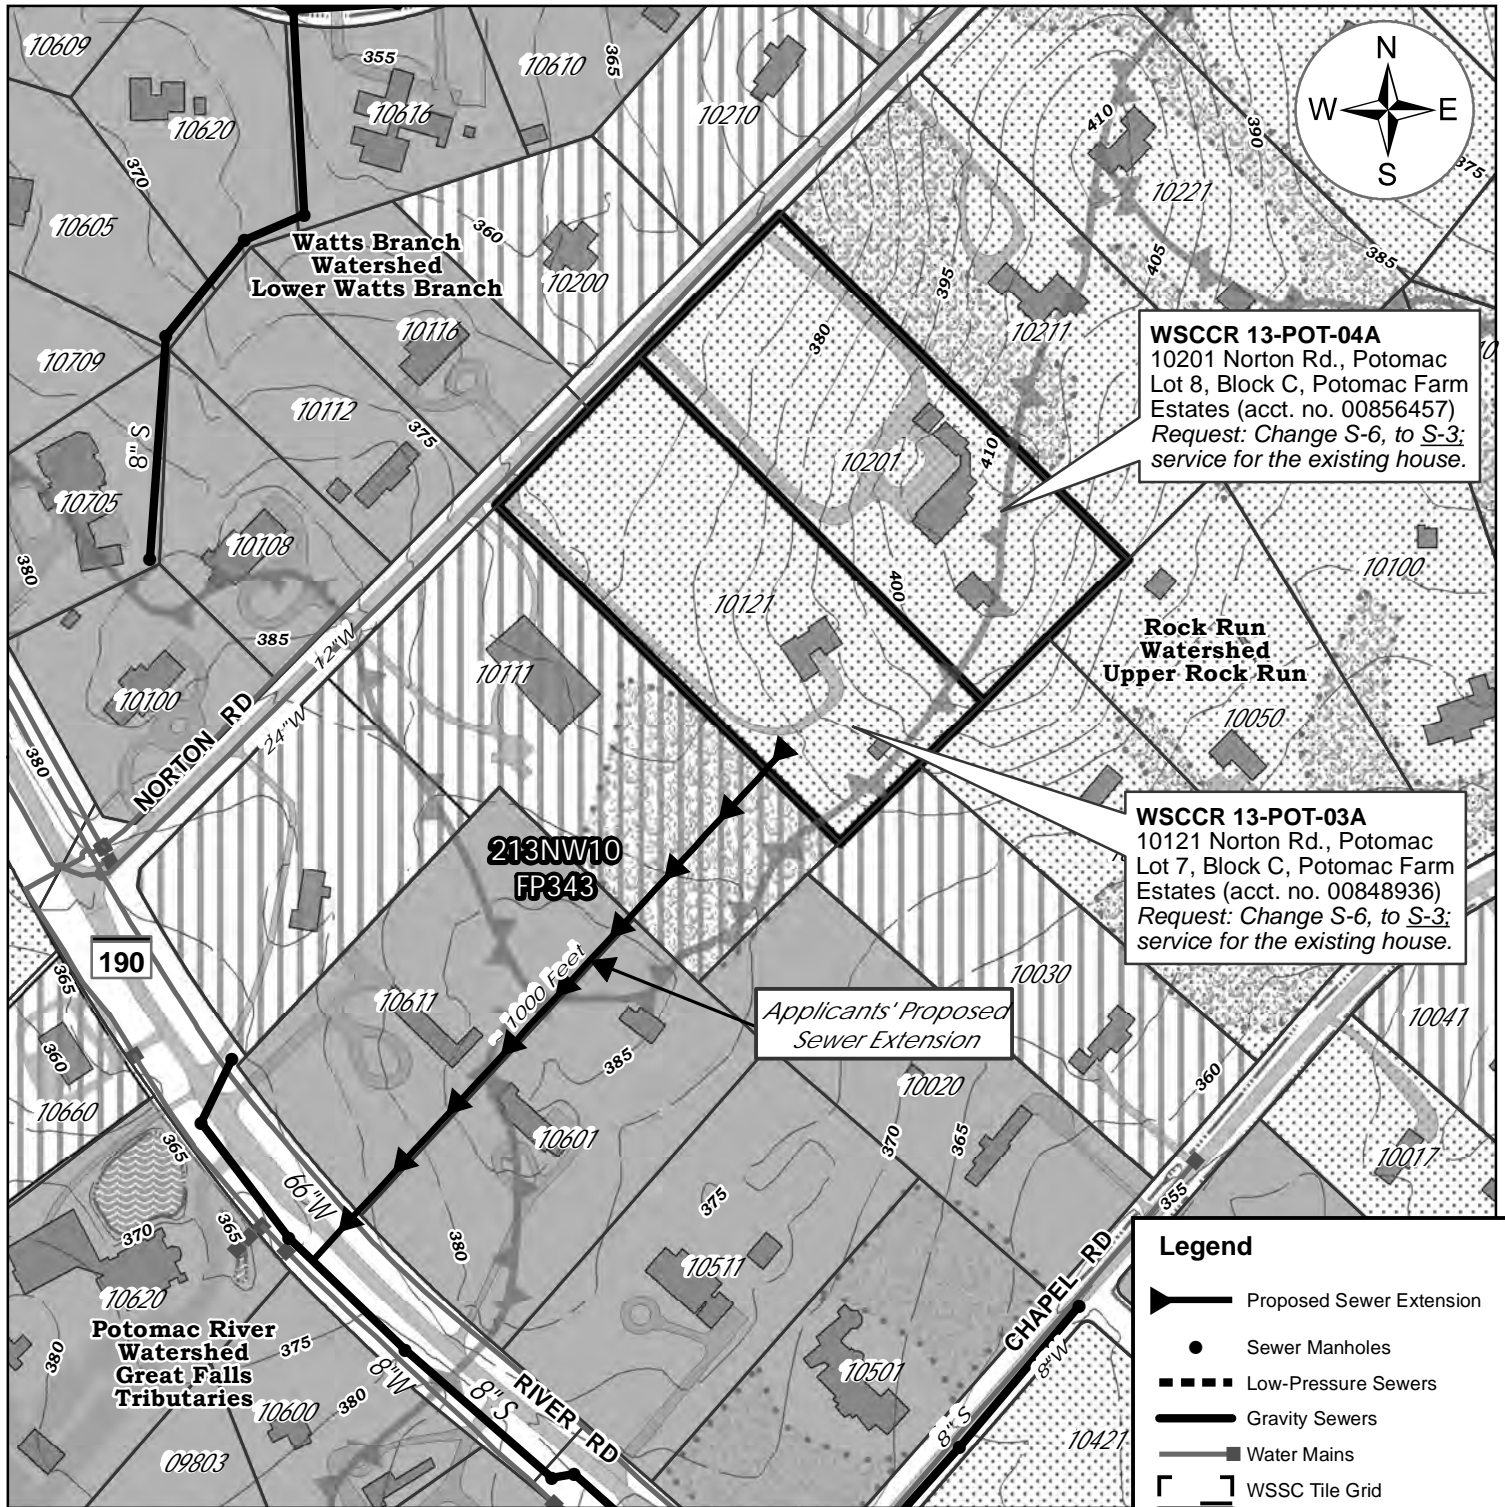 10609
355
10610
365
10620
10616
10210
N
W
E
S
410
390
375
370
10221
10605
360
Watts Branch
Watershed
Lower Watts Branch
10200
405
385
395
10116
380
10211
10709
10112
375
WSCCR 13-POT-04A
10201 Norton Rd., Potomac
Lot 8, Block C, Potomac Farm
Estates (acct. no. 00856457)
Request: Change S-6, to S-3;
service for the existing house.
8" S
10201
410
10705
10108
380
400
10100
10121
385
12"W
Rock Run
Watershed
Upper Rock Run
10111
10100
24"W
NORTON RD
380
10050
WSCCR 13-POT-03A
10121 Norton Rd., Potomac
Lot 7, Block C, Potomac Farm
Estates (acct. no. 00848936)
Request: Change S-6, to S-3;
service for the existing house.
213NW10
FP343
190
365
10030
10611
~ 1000 Feet
Applicants' Proposed
Sewer Extension
10041
360
385
360
10020
10660
365
10601
370
365
10017
66"W
375
355
370
365
380
10511
CHAPEL RD
10620
Potomac River
Watershed
Great Falls
Tributaries
375
380
8"W
8" S
RIVER RD
10501
8"W
10600
380
8" S
10421
09803
Legend
Proposed Sewer Extension
Sewer Manholes
Low-Pressure Sewers
Gravity Sewers
Water Mains
WSSC Tile Grid